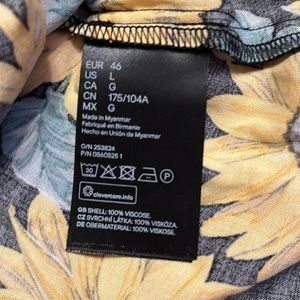 EUR 46
US L
CA G
CN 175/104A
MX G
Made in Myanmar
Fabriqué en Birmanie
Hecho en Unión de Myanmar
O/N 253824
P/N 0860525 1
30
clevercare.info
GB SHELL: 100% VISCOSE.
CZ SVRCHNÍ LÁTKA: 100% VISKÓZA.
DE OBERMATERIAL: 100% VISKOSE.